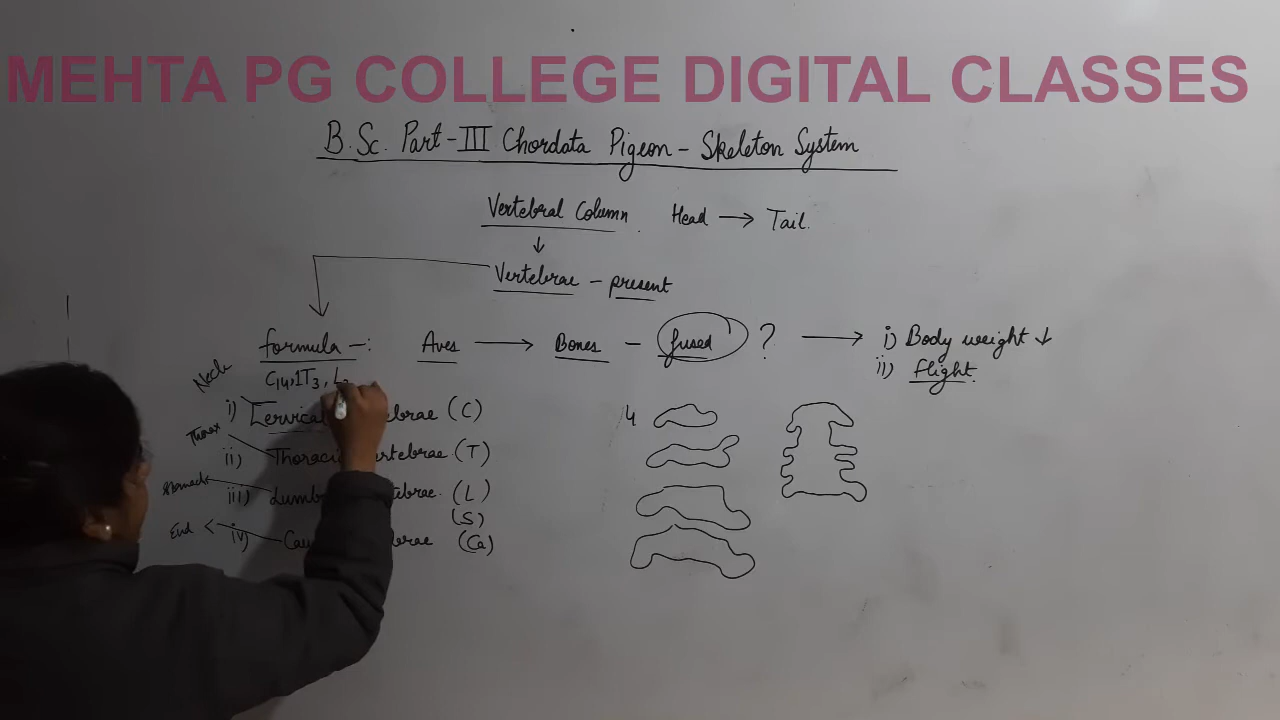 MEHTA PG COLLEGE DIGITAL CLASSES
B.Sc. Part-III Chordata Pigeon - Skeleton System
Vertebral Column Head → Tail
↓
Vertebrae - present
formula -: Aves → Bones - fused ? → i) Body weight ↓
ii) Flight.
Neck
i) Cervical (C)
Thorax
ii) (T)
Stomach
iii) (L)
(S)
End < iv) (Ca)
4